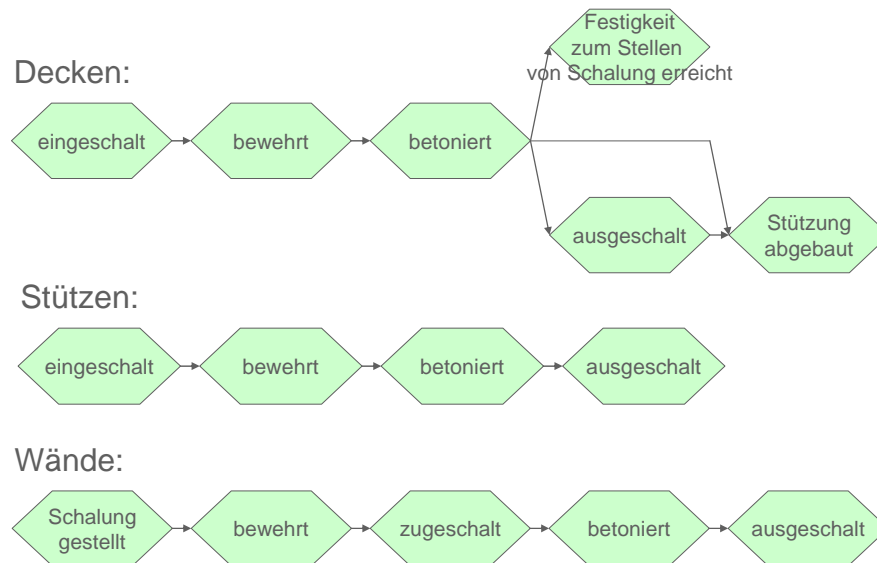 Decken:
Festigkeit
zum Stellen
von Schalung erreicht
eingeschalt
bewehrt
betoniert
ausgeschalt
Stützung
abgebaut
Stützen:
eingeschalt
bewehrt
betoniert
ausgeschalt
Wände:
Schalung
gestellt
bewehrt
zugeschalt
betoniert
ausgeschalt